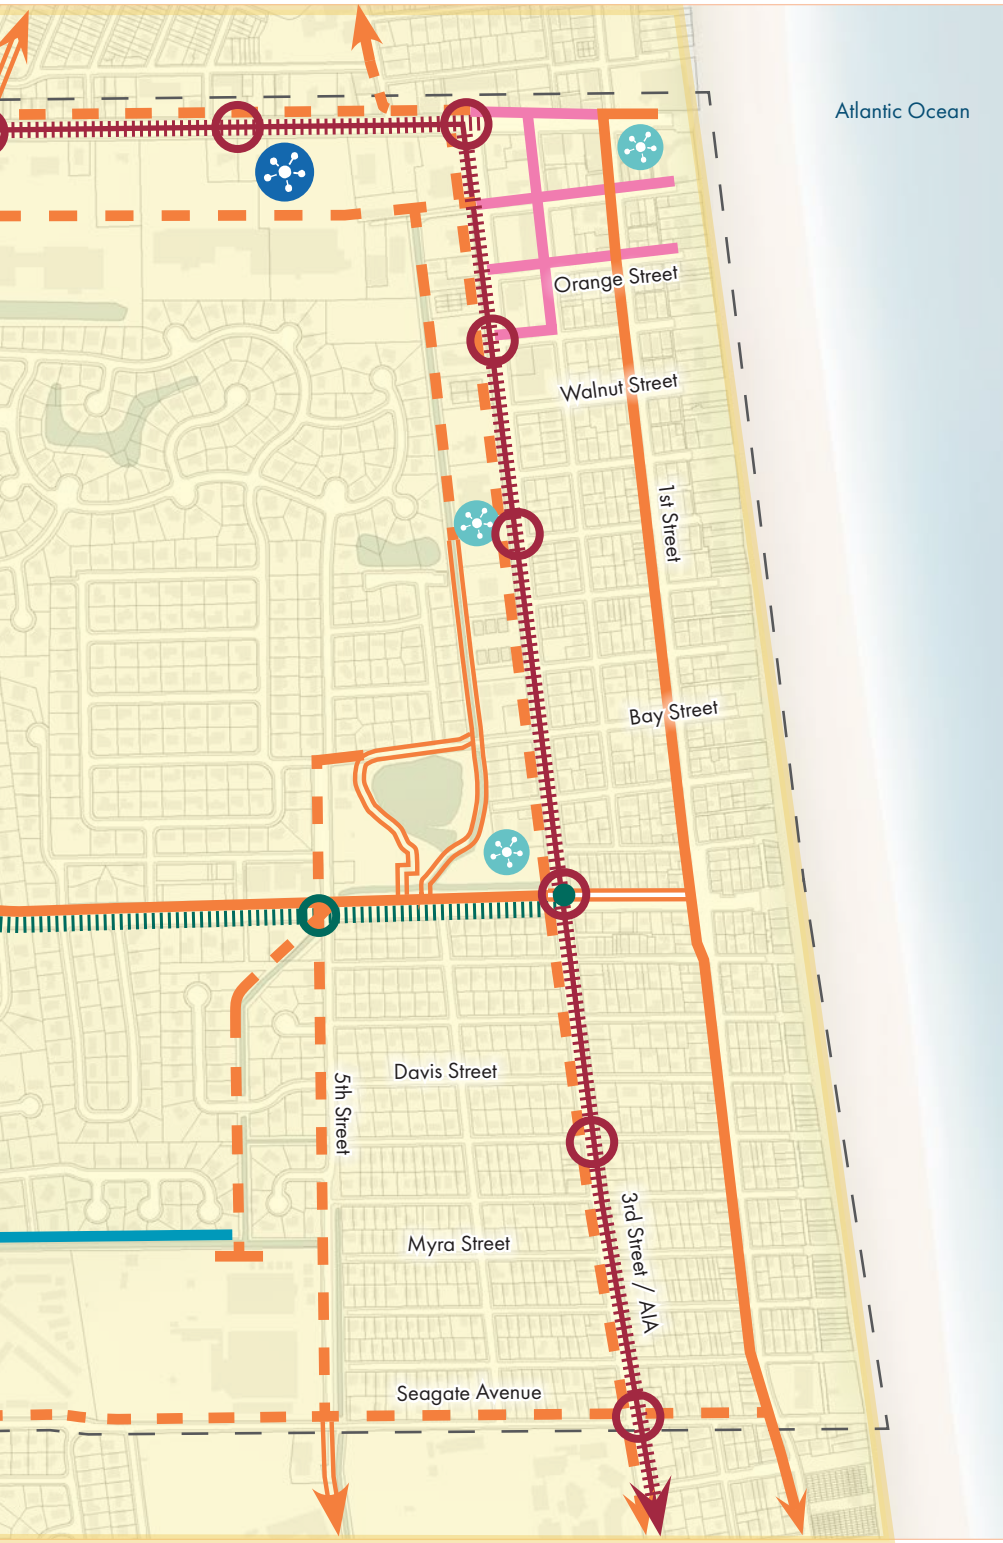 Atlantic Ocean
Orange Street
Walnut Street
1st Street
Bay Street
Davis Street
5th Street
3rd Street / A1A
Myra Street
Seagate Avenue